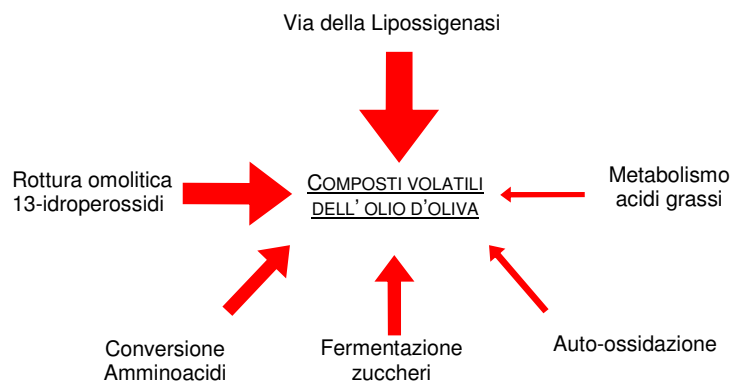 Via della Lipossigenasi
Rottura omolitica
13-idroperossidi
COMPOSTI VOLATILI
DELL' OLIO D'OLIVA
Metabolismo
acidi grassi
Conversione
Amminoacidi
Fermentazione
zuccheri
Auto-ossidazione